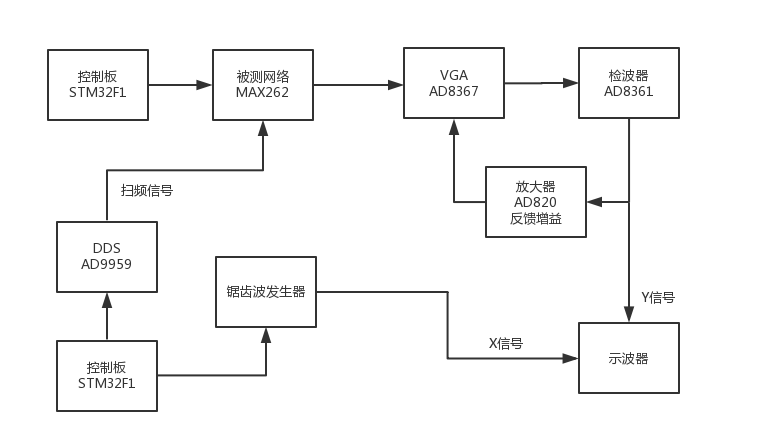 控制板
STM32F1
被测网络
MAX262
VGA
AD8367
检波器
AD8361
扫频信号
放大器
AD820
反馈增益
DDS
AD9959
锯齿波发生器
Y信号
X信号
示波器
控制板
STM32F1